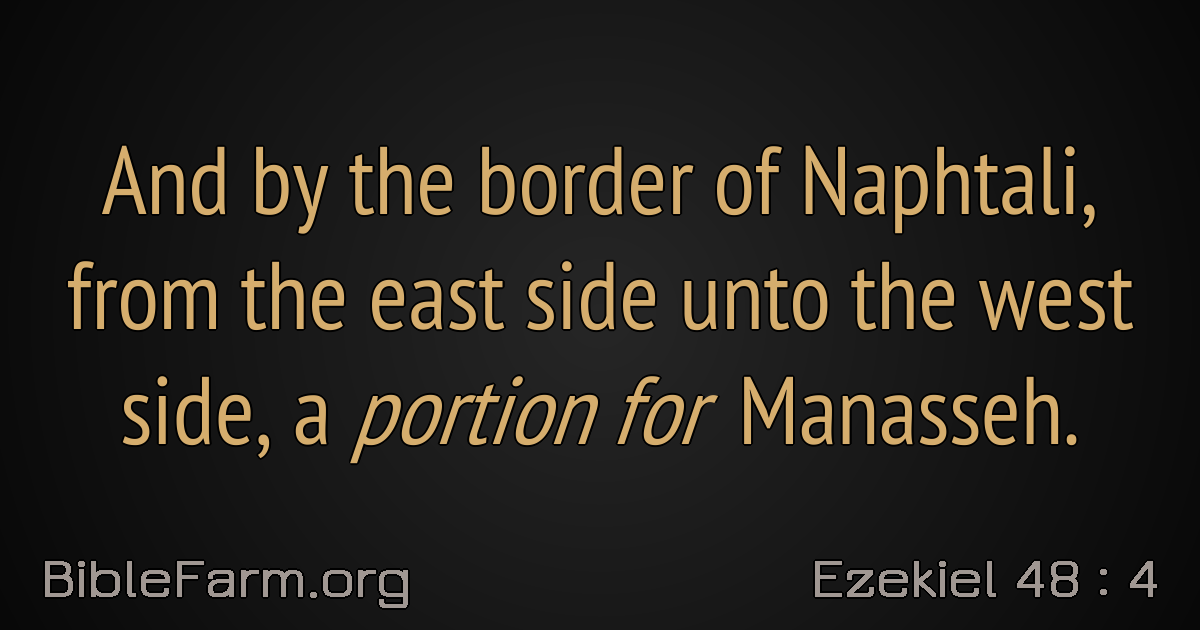 And by the border of Naphtali,
from the east side unto the west
side, a portion for Manasseh.
BibleFarm.org
Ezekiel 48 : 4